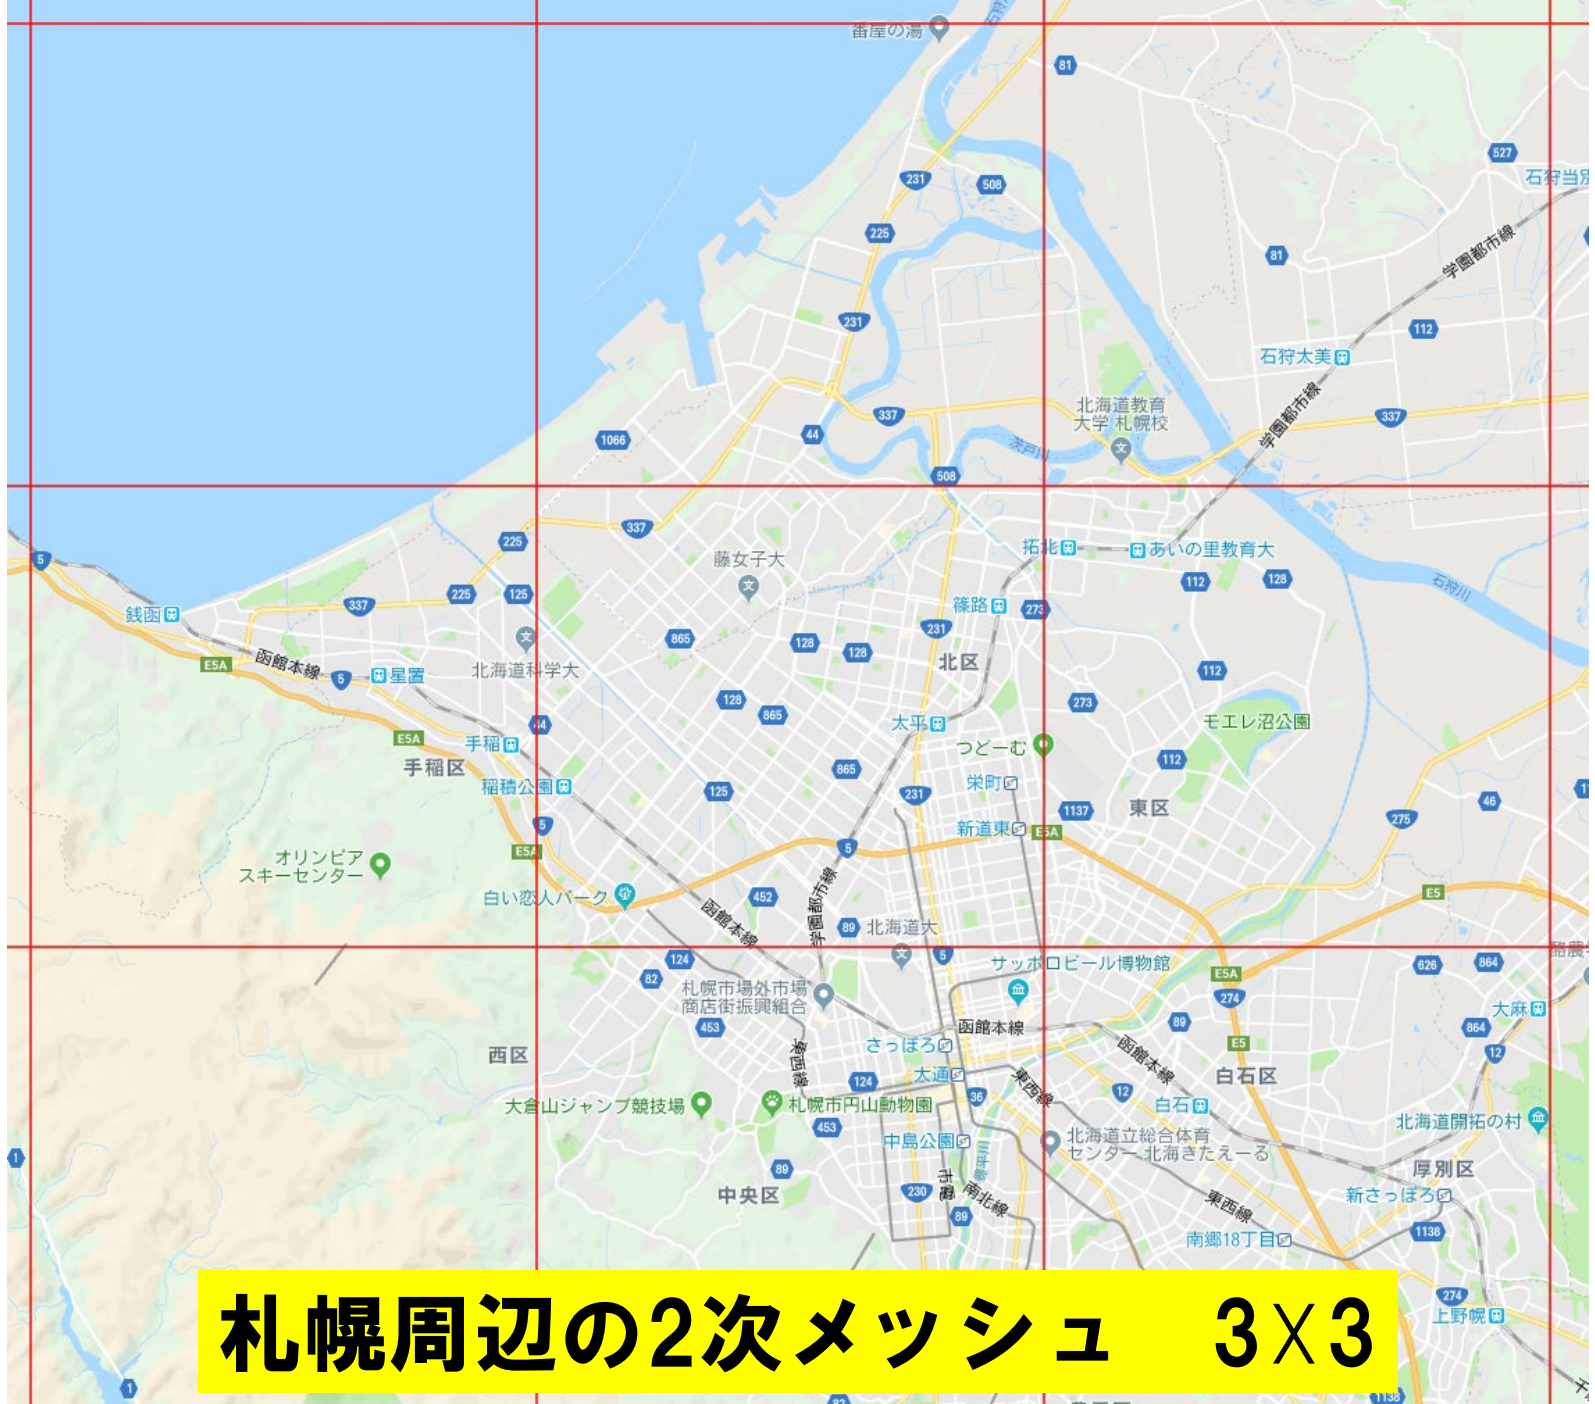 番屋の湯
81
527
石狩当別
231
508
225
81
学園都市線
231
112
石狩太美
北海道教育
大学 札幌校
学園都市線
337
337
1066
44
茨戸川
508
5
225
337
藤女子大
拓北
あいの里教育大
112
128
石狩川
銭函
337
225
125
篠路
273
E5A
函館本線
5
星置
北海道科学大
865
128
128
231
北区
112
128
865
273
モエレ沼公園
44
太平
手稲
つどーむ
E5A
手稲区
稲積公園
865
栄町
112
125
231
1137
東区
46
275
5
新道東
E5A
5
E5A
オリンピア
スキーセンター
白い恋人パーク
452
学園都市線
函館本線
89
北海道大
E5
124
5
サッポロビール博物館
626
864
82
札幌市場外市場
商店街振興組合
E5A
274
大麻
453
函館本線
89
864
さっぽろ
E5
12
西区
東西線
大通
函館本線
白石区
124
36
東西線
12
大倉山ジャンプ競技場
札幌市円山動物園
白石
北海道開拓の村
453
中島公園
北海道立総合体育
センター 北海きたえーる
1
89
厚別区
中央区
230
南北線
東西線
新さっぽろ
89
1138
南郷18丁目
274
上野幌
札幌周辺の2次メッシュ　3×3
1
1138